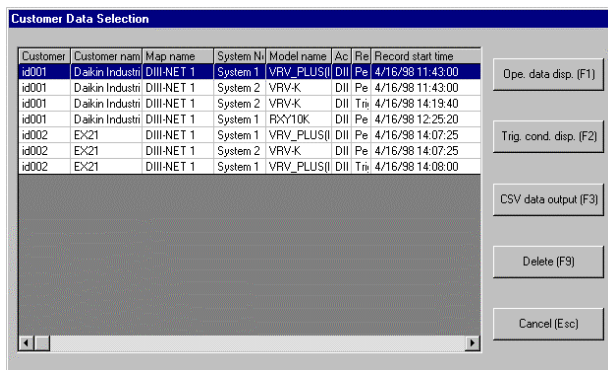 Customer Data Selection
Customer Customer nam Map name System N Model name Ac Re Record start time
id001 Daikin Industri DIII-NET 1 System 1 VRV_PLUS(I DII Pe 4/16/98 11:43:00
id001 Daikin Industri DIII-NET 1 System 2 VRV-K DII Pe 4/16/98 11:43:00
id001 Daikin Industri DIII-NET 1 System 2 VRV-K DII Tri 4/16/98 14:19:40
id001 Daikin Industri DIII-NET 1 System 1 RXY10K DII Pe 4/16/98 12:25:20
id002 EX21 DIII-NET 1 System 1 VRV_PLUS(I DII Pe 4/16/98 14:07:25
id002 EX21 DIII-NET 1 System 2 VRV-K DII Pe 4/16/98 14:07:25
id002 EX21 DIII-NET 1 System 1 VRV_PLUS(I DII Tri 4/16/98 14:08:00
Ope. data disp. (F1)
Trig. cond. disp. (F2)
CSV data output (F3)
Delete (F9)
Cancel (Esc)